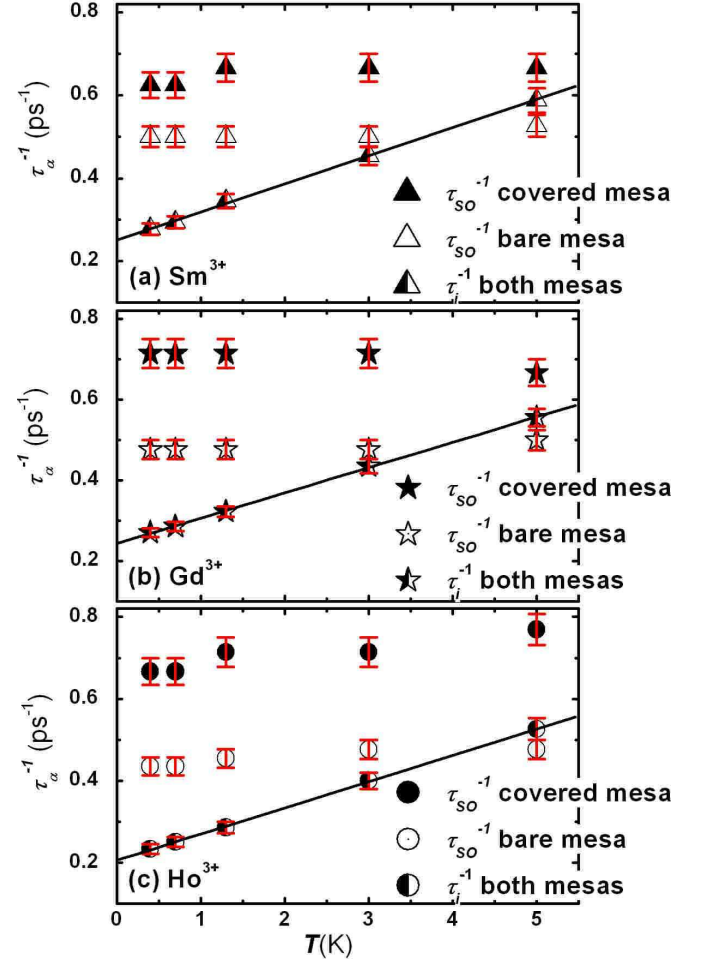 0.8
0.6
0.4
0.2
τα-1 (ps-1)
τso-1 covered mesa
τso-1 bare mesa
τi-1 both mesas
(a) Sm3+
0.8
0.6
0.4
0.2
τα-1 (ps-1)
τso-1 covered mesa
τso-1 bare mesa
τi-1 both mesas
(b) Gd3+
0.8
0.6
0.4
0.2
τα-1 (ps-1)
τso-1 covered mesa
τso-1 bare mesa
τi-1 both mesas
(c) Ho3+
0 1 2 3 4 5
T(K)